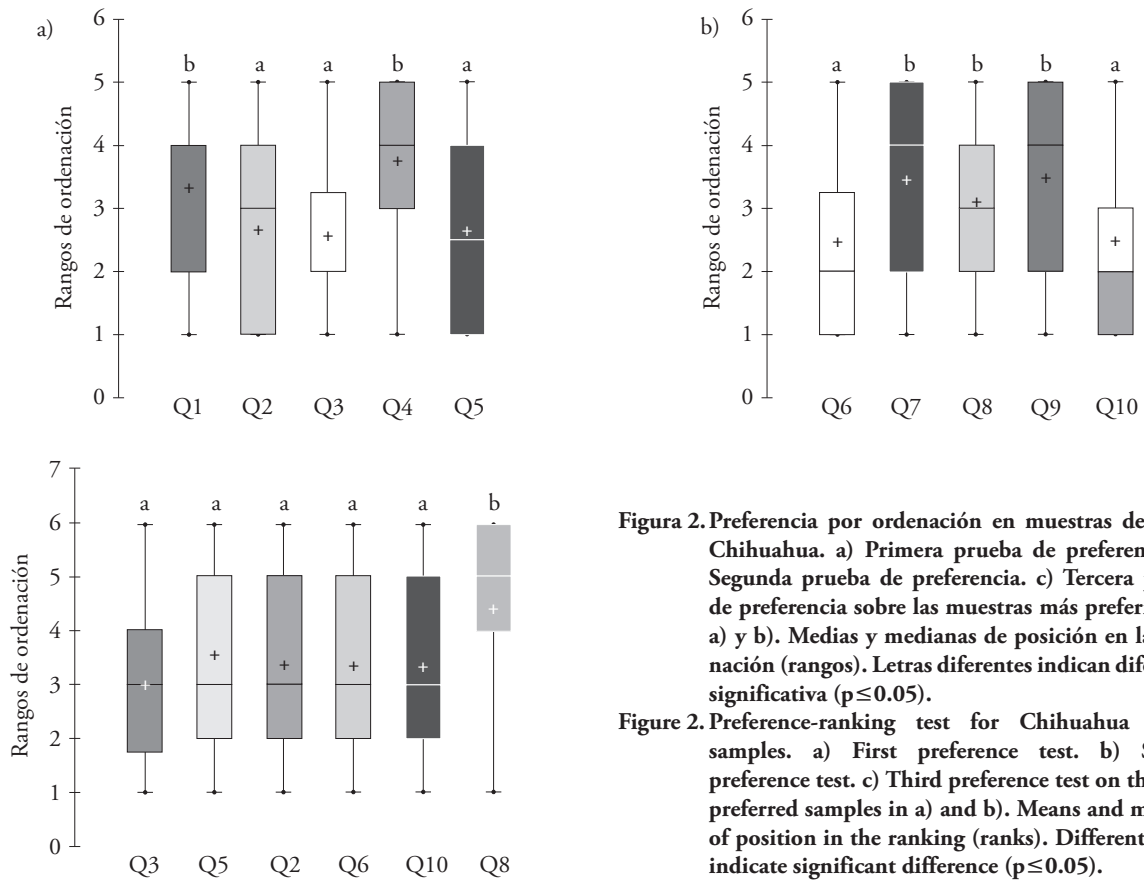 a)
6
5
4
3
2
1
0
Rangos de ordenación
b a a b a
Q1 Q2 Q3 Q4 Q5
b)
6
5
4
3
2
1
0
Rangos de ordenación
a b b b a
Q6 Q7 Q8 Q9 Q10
7
6
5
4
3
2
1
0
Rangos de ordenación
a a a a a b
Q3 Q5 Q2 Q6 Q10 Q8
Figura 2. Preferencia por ordenación en muestras de
Chihuahua. a) Primera prueba de
Segunda prueba de preferencia. c) Tercera
de preferencia sobre las muestras más
a) y b). Medias y medianas de posición en
nación (rangos). Letras diferentes indican
significativa (p≤0.05).
Figure 2. Preference-ranking test for Chihuahua
samples. a) First preference test. b)
preference test. c) Third preference test on
preferred samples in a) and b). Means and
of position in the ranking (ranks). Different
indicate significant difference (p≤0.05).